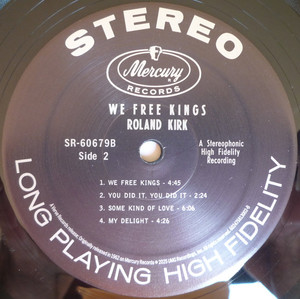 STEREO
Mercury
RECORDS
WE FREE KINGS
ROLAND KIRK
SR-60679B
Side 2
A Stereophonic
High Fidelity
Recording
1. WE FREE KINGS - 4:45
2. YOU DID IT, YOU DID IT - 2:24
3. SOME KIND OF LOVE - 6:06
4. MY DELIGHT - 4:26
LONG PLAYING HIGH FIDELITY